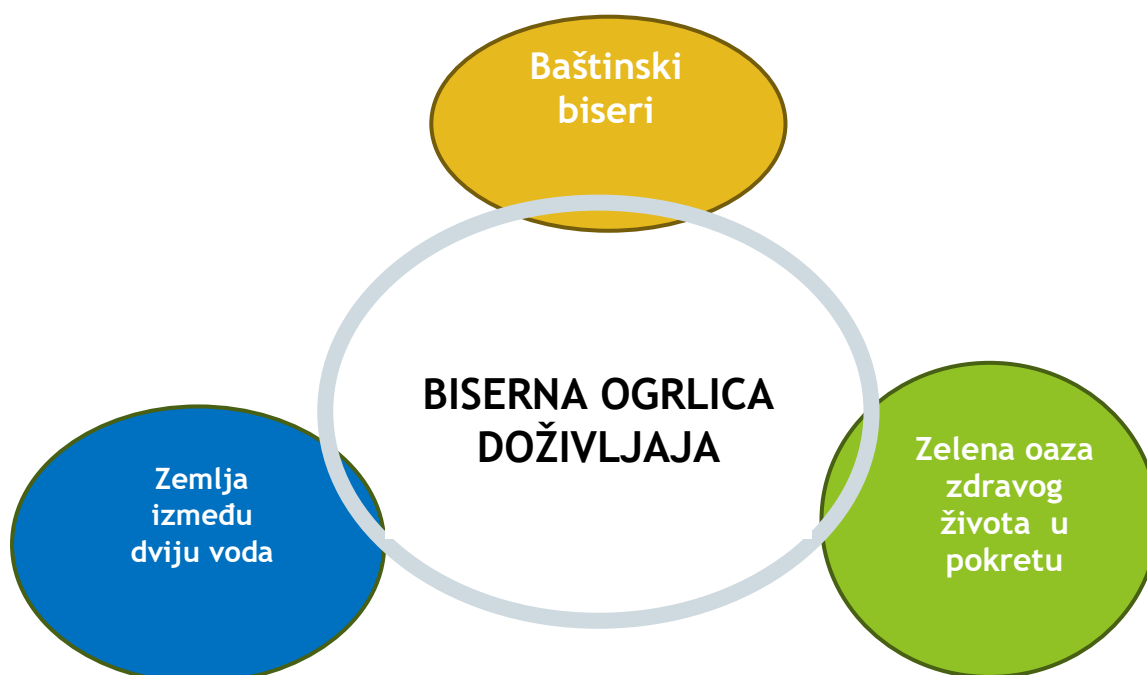 Baštinski
biseri
BISERNA OGRLICA
DOŽIVLJAJA
Zemlja
između
dviju voda
Zelena oaza
zdravog
života u
pokretu